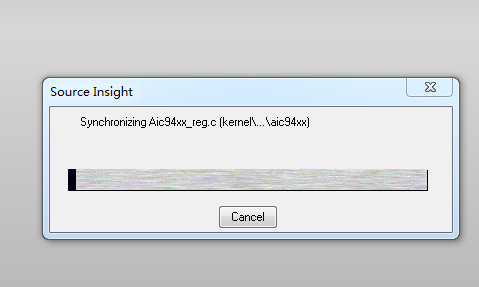 Source Insight
Synchronizing Aic94xx_reg.c (kernel\...\aic94xx)
Cancel